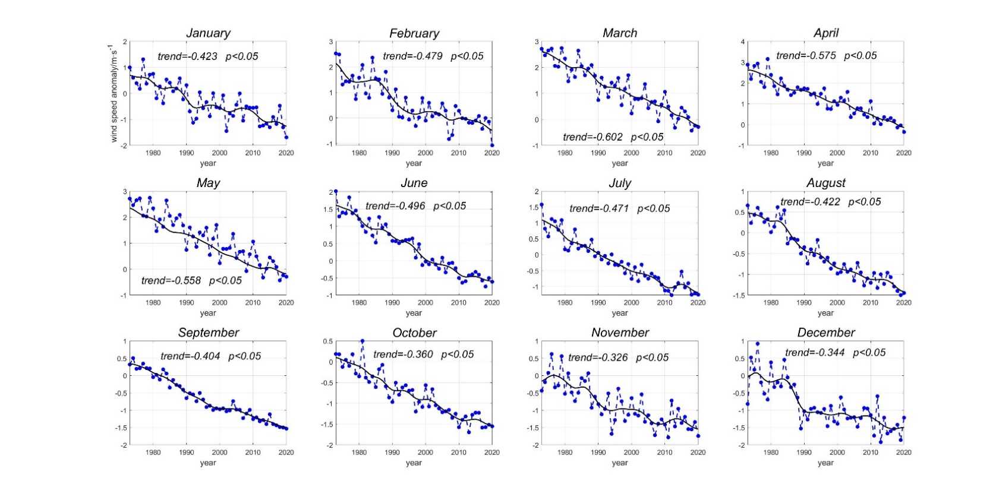 January
February
March
April
wind speed anomaly/m·s⁻¹
2
1
0
-1
-2
trend=-0.423 p<0.05
1980 1990 2000 2010 2020
year
3
2
1
0
-1
trend=-0.479 p<0.05
1980 1990 2000 2010 2020
year
3
2
1
0
-1
trend=-0.602 p<0.05
1980 1990 2000 2010 2020
year
4
3
2
1
0
-1
trend=-0.575 p<0.05
1980 1990 2000 2010 2020
year
May
June
July
August
3
2
1
0
-1
trend=-0.558 p<0.05
1980 1990 2000 2010 2020
year
2
1.5
1
0.5
0
-0.5
-1
trend=-0.496 p<0.05
1980 1990 2000 2010 2020
year
2
1.5
1
0.5
0
-0.5
-1
trend=-0.471 p<0.05
1980 1990 2000 2010 2020
year
1
0.5
0
-0.5
-1
-1.5
trend=-0.422 p<0.05
1980 1990 2000 2010 2020
year
September
October
November
December
1
0.5
0
-0.5
-1
-1.5
-2
trend=-0.404 p<0.05
1980 1990 2000 2010 2020
year
0.5
0
-0.5
-1
-1.5
-2
trend=-0.360 p<0.05
1980 1990 2000 2010 2020
year
1
0.5
0
-0.5
-1
-1.5
-2
trend=-0.326 p<0.05
1980 1990 2000 2010 2020
year
1
0.5
0
-0.5
-1
-1.5
-2
trend=-0.344 p<0.05
1980 1990 2000 2010 2020
year